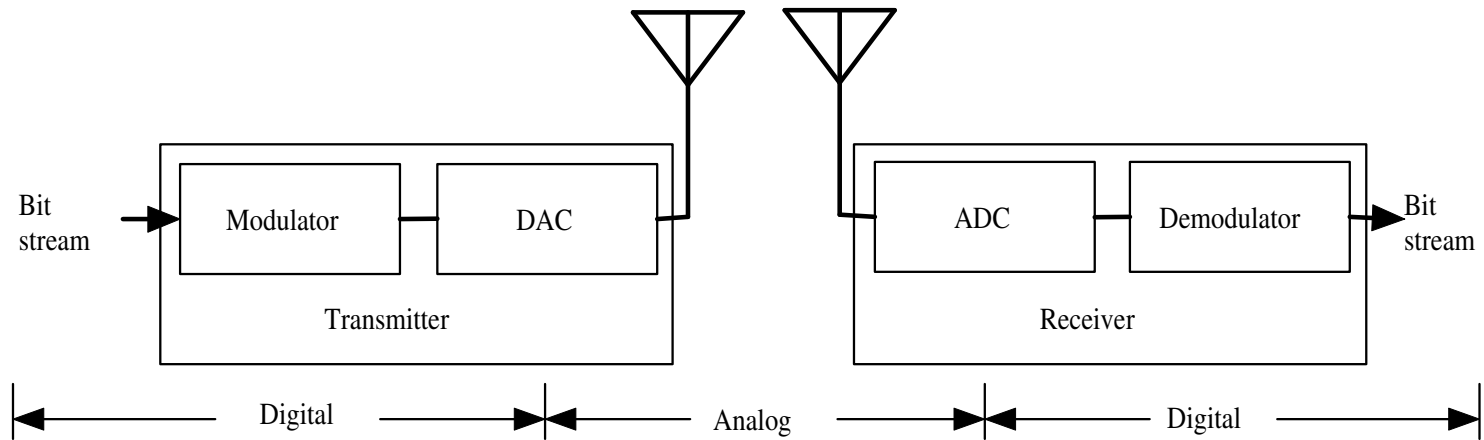 Bit
stream
Modulator
DAC
Transmitter
ADC
Demodulator
Receiver
Bit
stream
Digital
Analog
Digital